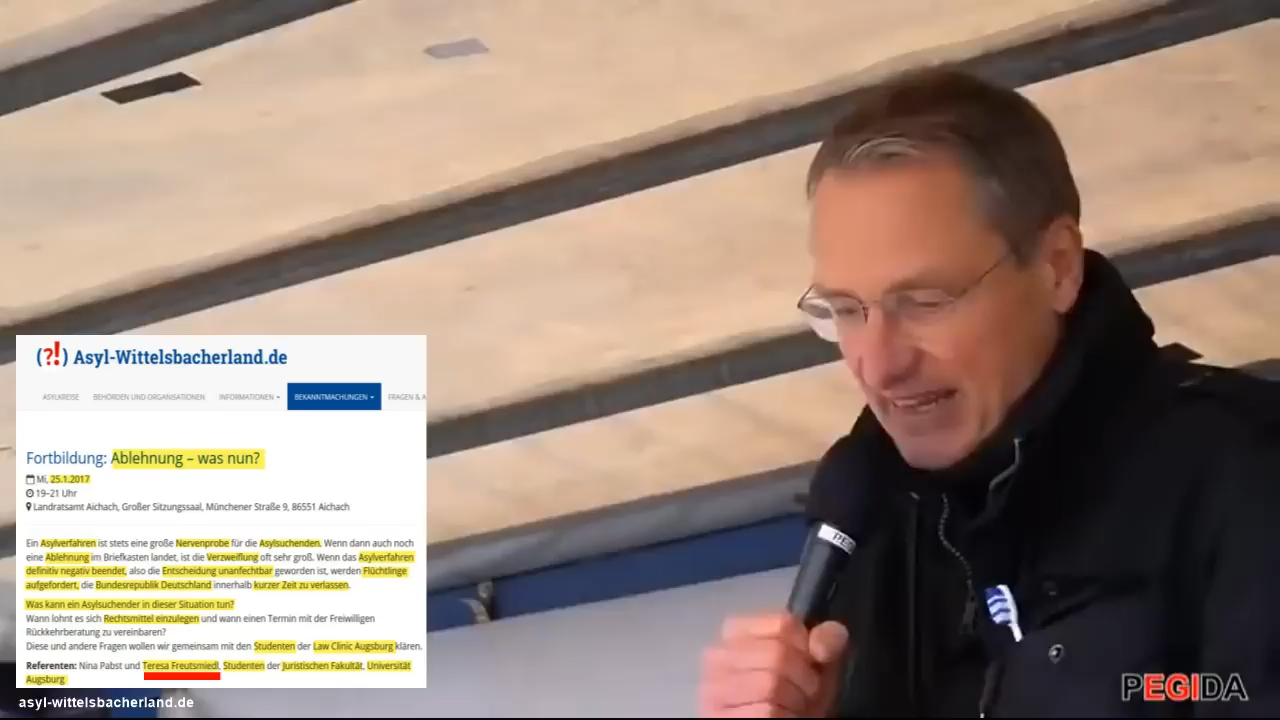 (?!) Asyl-Wittelsbacherland.de
ASYLKREISE BEHÖRDEN UND ORGANISATIONEN INFORMATIONEN BEKANNTMACHUNGEN FRAGEN & A
Fortbildung: Ablehnung – was nun?
Mi, 25.1.2017
19–21 Uhr
Landratsamt Aichach, Großer Sitzungssaal, Münchener Straße 9, 86551 Aichach
Ein Asylverfahren ist stets eine große Nervenprobe für die Asylsuchenden. Wenn dann auch noch
eine Ablehnung im Briefkasten landet, ist die Verzweiflung oft sehr groß. Wenn das Asylverfahren
definitiv negativ beendet, also die Entscheidung unanfechtbar geworden ist, werden Flüchtlinge
aufgefordert, die Bundesrepublik Deutschland innerhalb kurzer Zeit zu verlassen.
Was kann ein Asylsuchender in dieser Situation tun?
Wann lohnt es sich Rechtsmittel einzulegen und wann einen Termin mit der Freiwilligen
Rückkehrberatung zu vereinbaren?
Diese und andere Fragen wollen wir gemeinsam mit den Studenten der Law Clinic Augsburg klären.
Referenten: Nina Pabst und Teresa Freutsmiedl, Studenten der Juristischen Fakultät, Universität
Augsburg
asyl-wittelsbacherland.de
PEG
PEGIDA